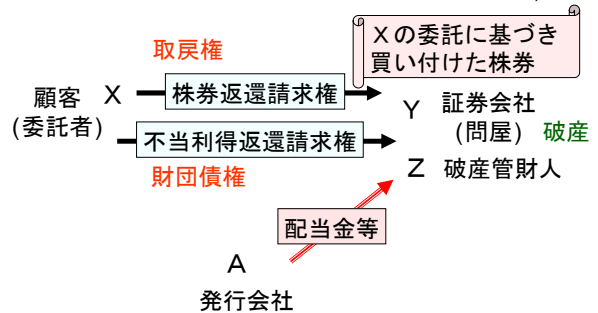 Xの委託に基づき
買い付けた株券
取戻権
株券返還請求権
顧客 X
(委託者)
Y 証券会社
(問屋) 破産
不当利得返還請求権
財団債権
Z 破産管財人
配当金等
A
発行会社